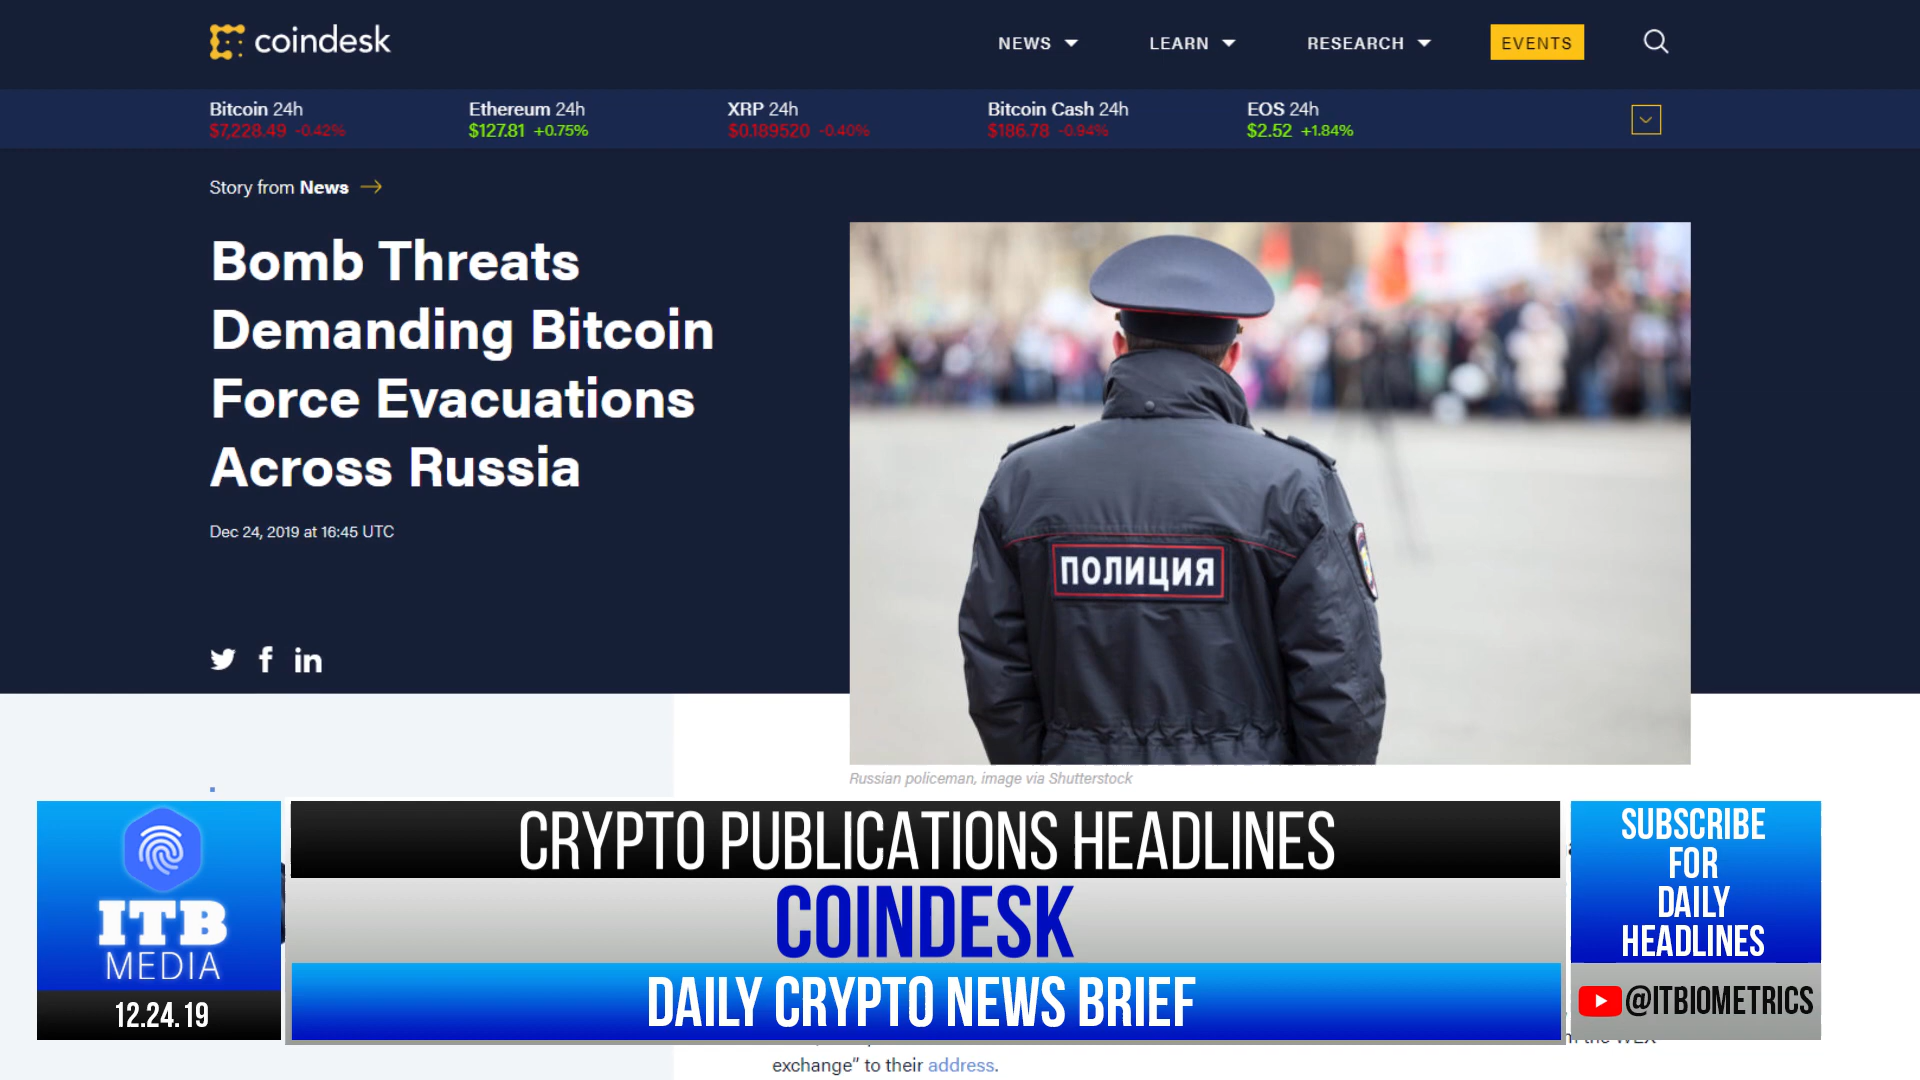 coindesk
NEWS LEARN RESEARCH EVENTS
Bitcoin 24h Ethereum 24h XRP 24h Bitcoin Cash 24h EOS 24h
$7,228.49 -0.42% $127.81 +0.75% $0.189520 -0.40% $186.78 -0.94% $2.52 +1.84%
Story from News →
Bomb Threats
Demanding Bitcoin
Force Evacuations
Across Russia
Dec 24, 2019 at 16:45 UTC
ПОЛИЦИЯ
Russian policeman, image via Shutterstock
ITB
MEDIA
12.24.19
CRYPTO PUBLICATIONS HEADLINES
COINDESK
DAILY CRYPTO NEWS BRIEF
SUBSCRIBE
FOR
DAILY
HEADLINES
@ITBIOMETRICS
exchange” to their address.